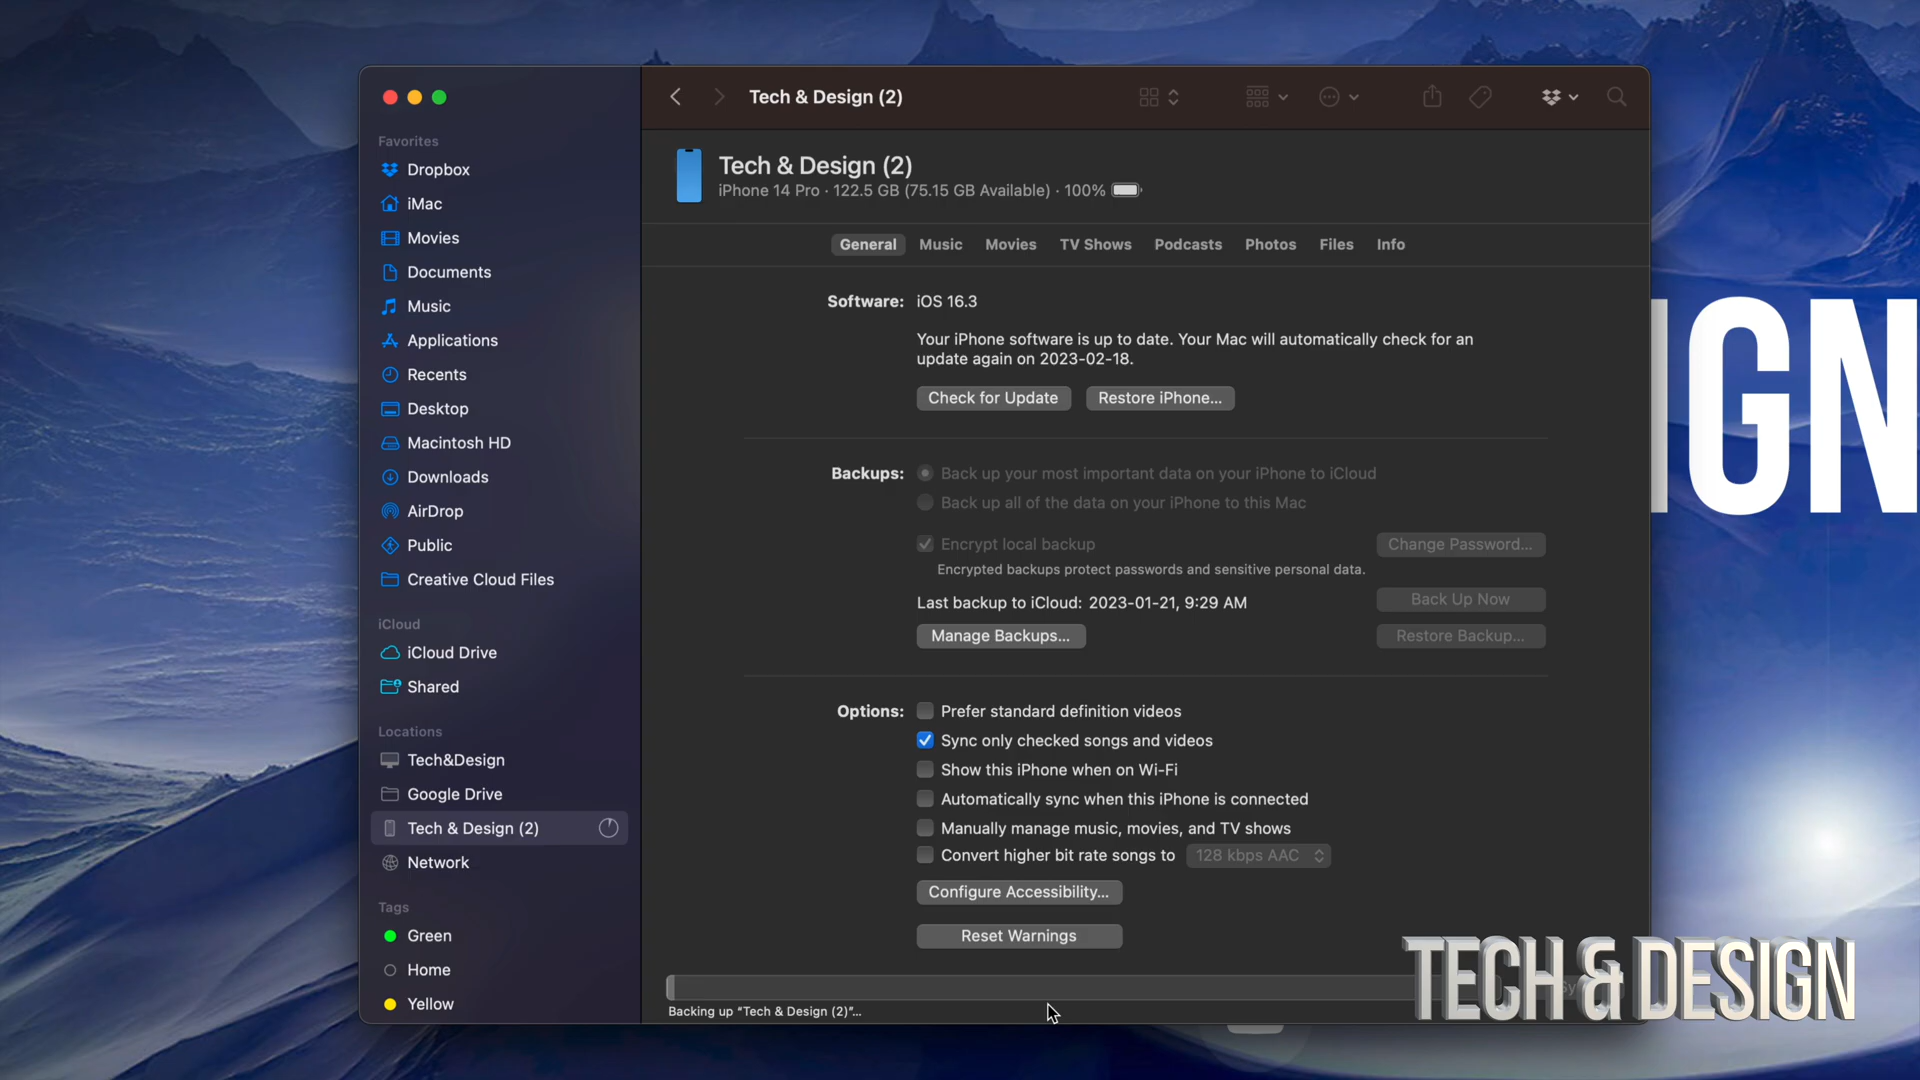 Tech & Design (2)
Favorites
Dropbox
iMac
Movies
Documents
Music
Applications
Recents
Desktop
Macintosh HD
Downloads
AirDrop
Public
Creative Cloud Files
iCloud
iCloud Drive
Shared
Locations
Tech&Design
Google Drive
Tech & Design (2)
Network
Tags
Green
Home
Yellow
Tech & Design (2)
iPhone 14 Pro · 122.5 GB (75.15 GB Available) · 100%
General Music Movies TV Shows Podcasts Photos Files Info
Software: iOS 16.3
Your iPhone software is up to date. Your Mac will automatically check for an
update again on 2023-02-18.
Check for Update Restore iPhone...
Backups: Back up your most important data on your iPhone to iCloud
Back up all of the data on your iPhone to this Mac
Encrypt local backup Change Password...
Encrypted backups protect passwords and sensitive personal data.
Last backup to iCloud: 2023-01-21, 9:29 AM Back Up Now
Manage Backups... Restore Backup...
Options: Prefer standard definition videos
Sync only checked songs and videos
Show this iPhone when on Wi-Fi
Automatically sync when this iPhone is connected
Manually manage music, movies, and TV shows
Convert higher bit rate songs to 128 kbps AAC
Configure Accessibility...
Reset Warnings
Backing up “Tech & Design (2)”...
IGN
TECH & DESIGN